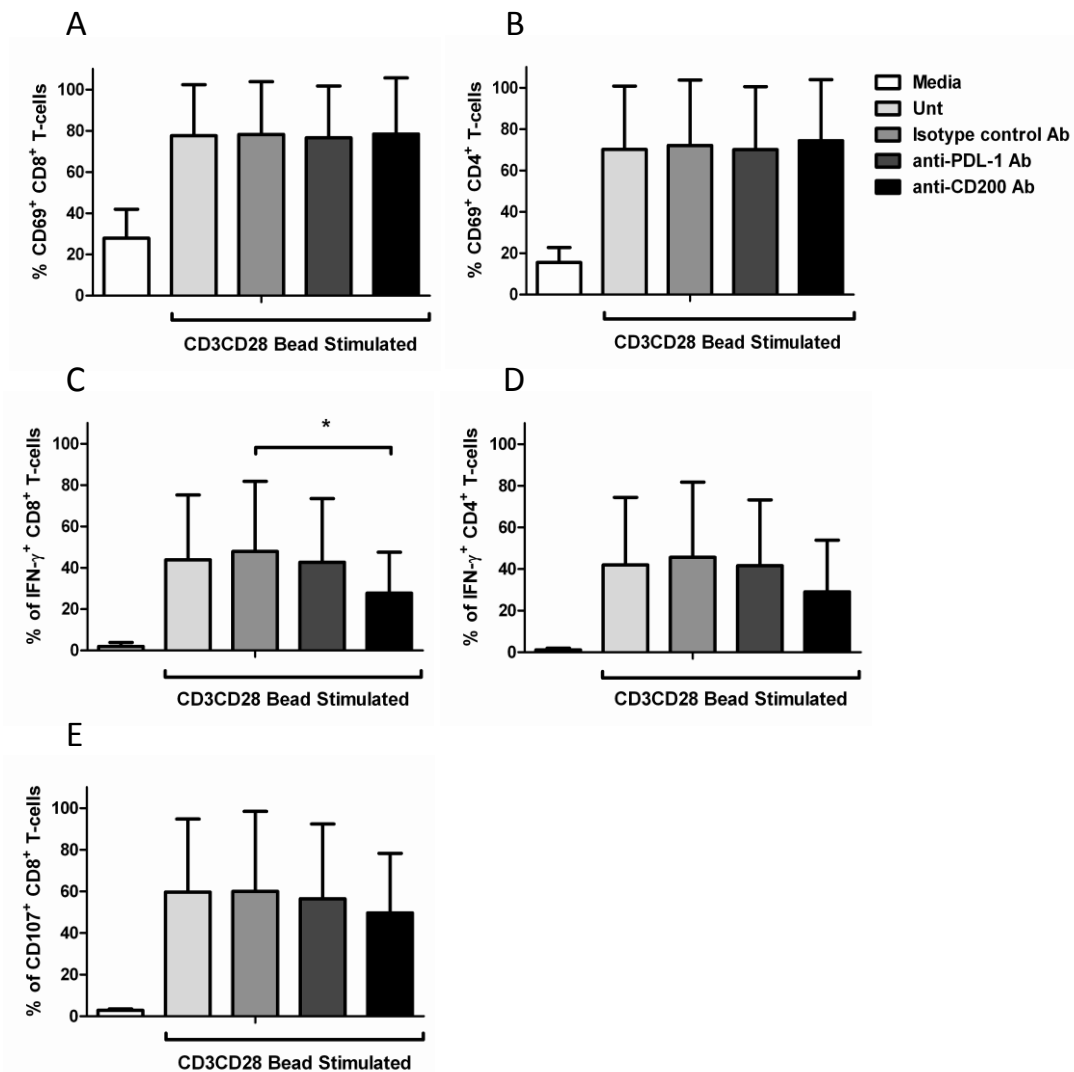 A
% CD69+ CD8+ T-cells
100
80
60
40
20
0
CD3CD28 Bead Stimulated
B
% CD69+ CD4+ T-cells
100
80
60
40
20
0
CD3CD28 Bead Stimulated
Media
Unt
Isotype control Ab
anti-PDL-1 Ab
anti-CD200 Ab
C
% of IFN-γ+ CD8+ T-cells
100
80
60
40
20
0
*
CD3CD28 Bead Stimulated
D
% of IFN-γ+ CD4+ T-cells
100
80
60
40
20
0
CD3CD28 Bead Stimulated
E
% of CD107+ CD8+ T-cells
100
80
60
40
20
0
CD3CD28 Bead Stimulated